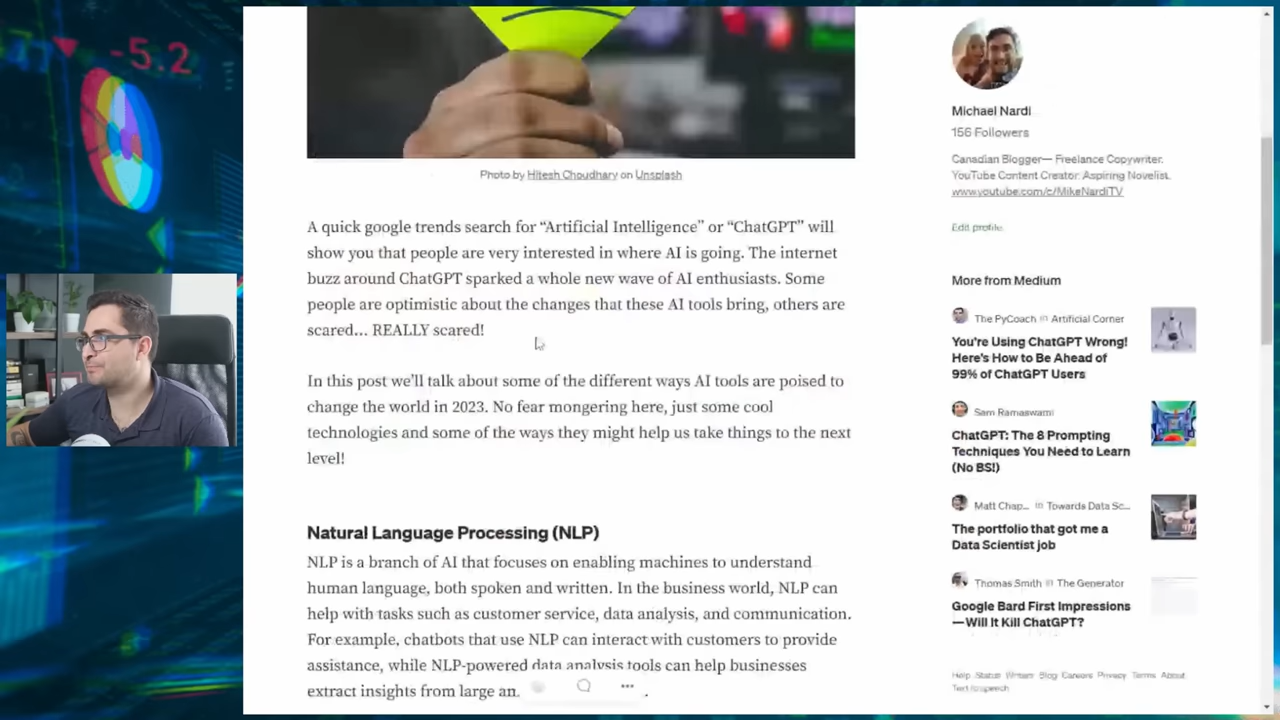 -5.2
Photo by Hitesh Choudhary on Unsplash
A quick google trends search for “Artificial Intelligence” or “ChatGPT” will
show you that people are very interested in where AI is going. The internet
buzz around ChatGPT sparked a whole new wave of AI enthusiasts. Some
people are optimistic about the changes that these AI tools bring, others are
scared… REALLY scared!
In this post we’ll talk about some of the different ways AI tools are poised to
change the world in 2023. No fear mongering here, just some cool
technologies and some of the ways they might help us take things to the next
level!
Natural Language Processing (NLP)
NLP is a branch of AI that focuses on enabling machines to understand
human language, both spoken and written. In the business world, NLP can
help with tasks such as customer service, data analysis, and communication.
For example, chatbots that use NLP can interact with customers to provide
assistance, while NLP-powered data analysis tools can help businesses
extract insights from large an
Michael Nardi
156 Followers
Canadian Blogger— Freelance Copywriter.
YouTube Content Creator. Aspiring Novelist.
www.youtube.com/c/MikeNardiTV
Edit profile
More from Medium
The PyCoach in Artificial Corner
You're Using ChatGPT Wrong!
Here's How to Be Ahead of
99% of ChatGPT Users
Sam Ramaswami
ChatGPT: The 8 Prompting
Techniques You Need to Learn
(No BS!)
Matt Chap... in Towards Data Sc...
The portfolio that got me a
Data Scientist job
Thomas Smith in The Generator
Google Bard First Impressions
—Will It Kill ChatGPT?
Help Status Writers Blog Careers Privacy Terms About
Text to speech